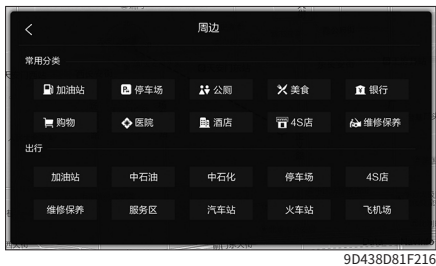 周边
常用分类
加油站 停车场 公厕 美食 银行
购物 医院 酒店 4S店 维修保养
出行
加油站 中石油 中石化 停车场 4S店
维修保养 服务区 汽车站 火车站 飞机场
9D438D81F216